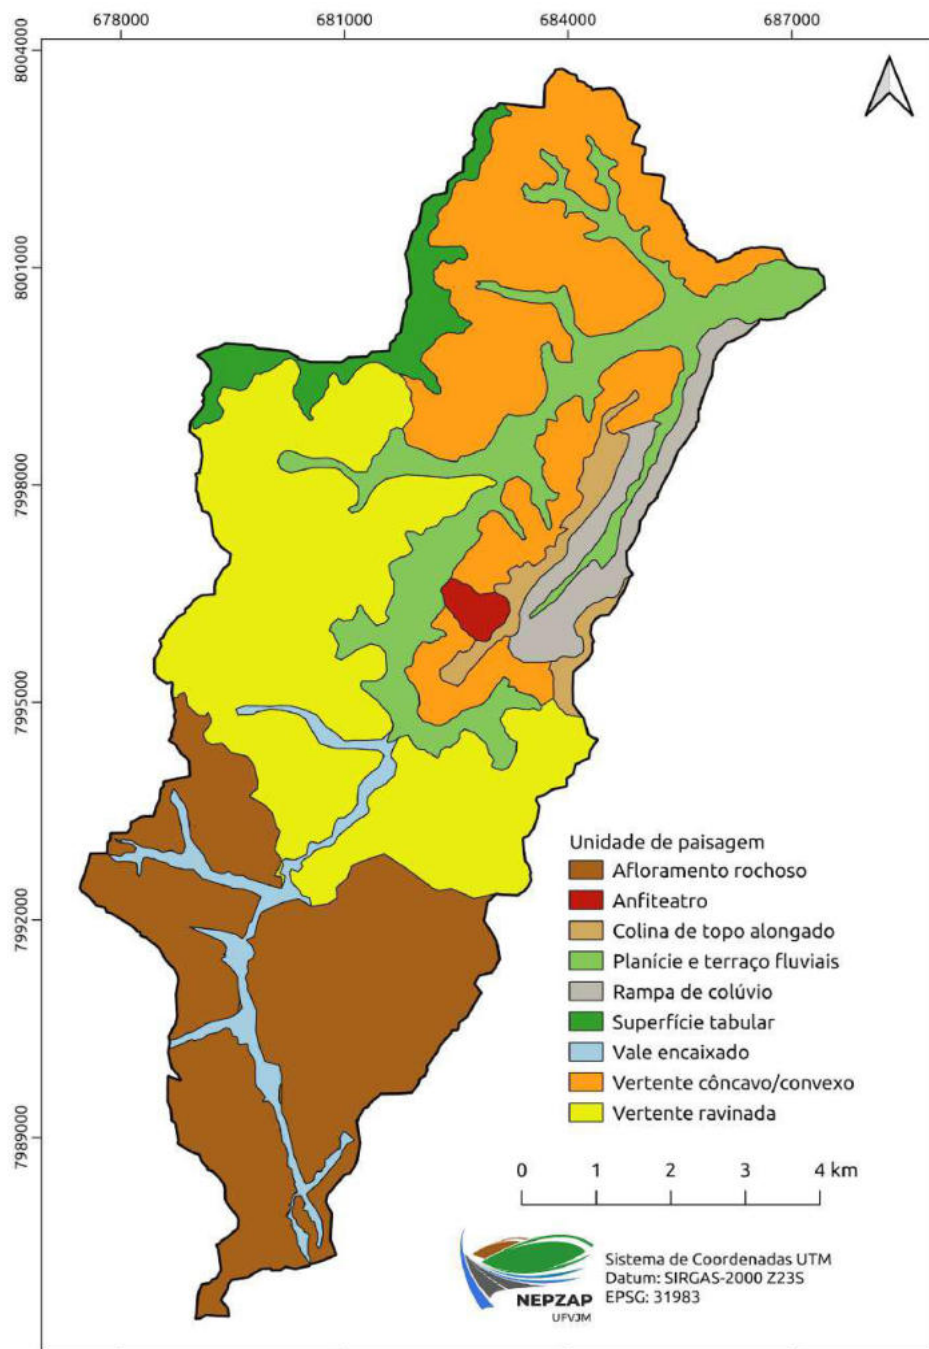 678000 681000 684000 687000
8004000
8001000
7998000
7995000
7992000
7989000
Unidade de paisagem
Afloramento rochoso
Anfiteatro
Colina de topo alongado
Planície e terraço fluviais
Rampa de colúvio
Superfície tabular
Vale encaixado
Vertente côncavo/convexo
Vertente ravinada
0 1 2 3 4 km
NEPZAP
UFVJM
Sistema de Coordenadas UTM
Datum: SIRGAS-2000 Z23S
EPSG: 31983